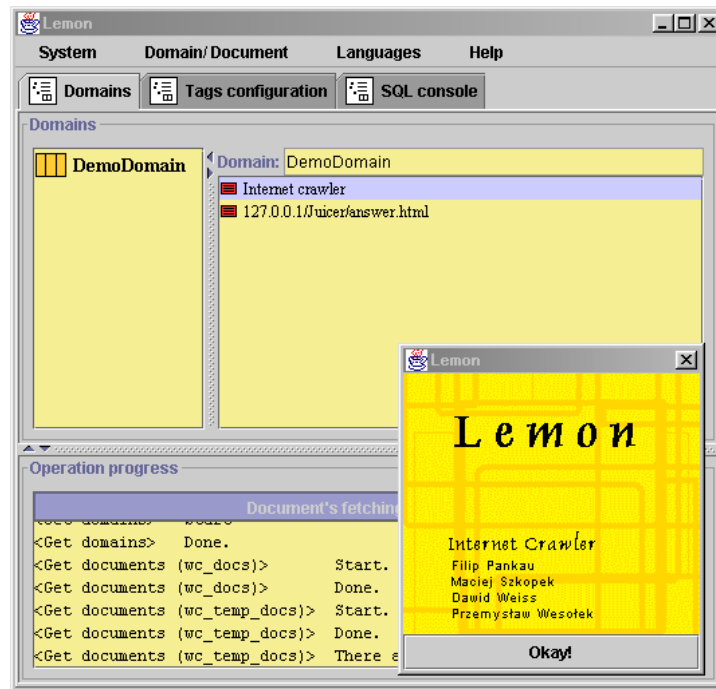 Lemon
System Domain/Document Languages Help
Domains Tags configuration SQL console
Domains
DemoDomain
Domain: DemoDomain
Internet crawler
127.0.0.1/Juicer/answer.html
Operation progress
Document's fetching
<Get domains> Done.
<Get documents (wc_docs)> Start.
<Get documents (wc_docs)> Done.
<Get documents (wc_temp_docs)> Start.
<Get documents (wc_temp_docs)> Done.
<Get documents (wc_temp_docs)> There
Lemon
Lemon
Internet Crawler
Filip Pankau
Maciej Szkopek
Dawid Weiss
Przemysław Wesołek
Okay!